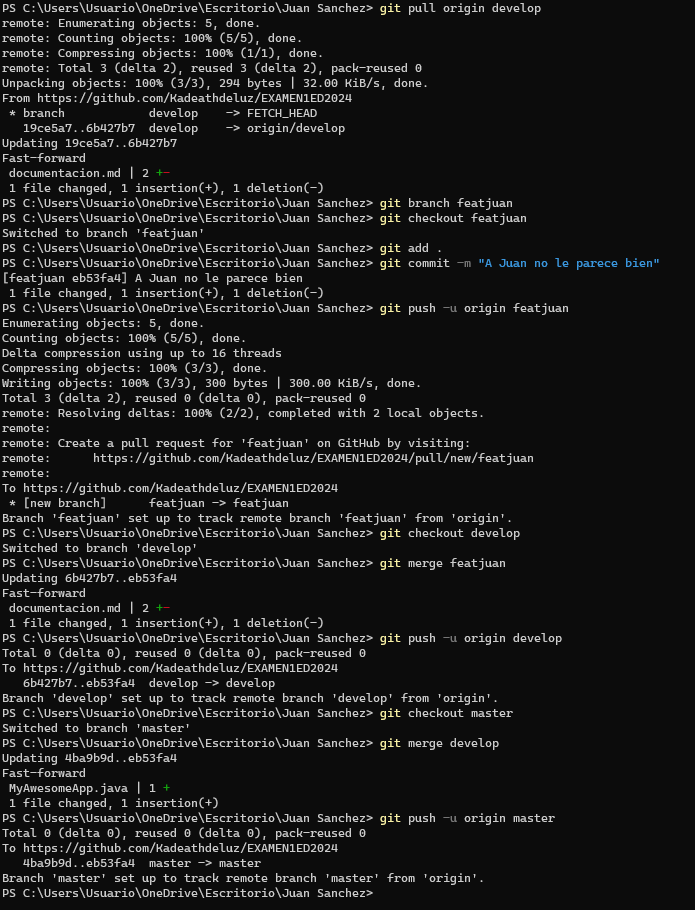 PS C:\Users\Usuario\OneDrive\Escritorio\Juan Sanchez> git pull origin develop
remote: Enumerating objects: 5, done.
remote: Counting objects: 100% (5/5), done.
remote: Compressing objects: 100% (1/1), done.
remote: Total 3 (delta 2), reused 3 (delta 2), pack-reused 0
Unpacking objects: 100% (3/3), 294 bytes | 32.00 KiB/s, done.
From https://github.com/Kadeathdeluz/EXAMEN1ED2024
 * branch            develop    -> FETCH_HEAD
   19ce5a7..6b427b7  develop    -> origin/develop
Updating 19ce5a7..6b427b7
Fast-forward
 documentacion.md | 2 +-
 1 file changed, 1 insertion(+), 1 deletion(-)
PS C:\Users\Usuario\OneDrive\Escritorio\Juan Sanchez> git branch featjuan
PS C:\Users\Usuario\OneDrive\Escritorio\Juan Sanchez> git checkout featjuan
Switched to branch 'featjuan'
PS C:\Users\Usuario\OneDrive\Escritorio\Juan Sanchez> git add .
PS C:\Users\Usuario\OneDrive\Escritorio\Juan Sanchez> git commit -m "A Juan no le parece bien"
[featjuan eb53fa4] A Juan no le parece bien
 1 file changed, 1 insertion(+), 1 deletion(-)
PS C:\Users\Usuario\OneDrive\Escritorio\Juan Sanchez> git push -u origin featjuan
Enumerating objects: 5, done.
Counting objects: 100% (5/5), done.
Delta compression using up to 16 threads
Compressing objects: 100% (3/3), done.
Writing objects: 100% (3/3), 300 bytes | 300.00 KiB/s, done.
Total 3 (delta 2), reused 0 (delta 0), pack-reused 0
remote: Resolving deltas: 100% (2/2), completed with 2 local objects.
remote:
remote: Create a pull request for 'featjuan' on GitHub by visiting:
remote:      https://github.com/Kadeathdeluz/EXAMEN1ED2024/pull/new/featjuan
remote:
To https://github.com/Kadeathdeluz/EXAMEN1ED2024
 * [new branch]      featjuan -> featjuan
Branch 'featjuan' set up to track remote branch 'featjuan' from 'origin'.
PS C:\Users\Usuario\OneDrive\Escritorio\Juan Sanchez> git checkout develop
Switched to branch 'develop'
PS C:\Users\Usuario\OneDrive\Escritorio\Juan Sanchez> git merge featjuan
Updating 6b427b7..eb53fa4
Fast-forward
 documentacion.md | 2 +-
 1 file changed, 1 insertion(+), 1 deletion(-)
PS C:\Users\Usuario\OneDrive\Escritorio\Juan Sanchez> git push -u origin develop
Total 0 (delta 0), reused 0 (delta 0), pack-reused 0
To https://github.com/Kadeathdeluz/EXAMEN1ED2024
   6b427b7..eb53fa4  develop -> develop
Branch 'develop' set up to track remote branch 'develop' from 'origin'.
PS C:\Users\Usuario\OneDrive\Escritorio\Juan Sanchez> git checkout master
Switched to branch 'master'
PS C:\Users\Usuario\OneDrive\Escritorio\Juan Sanchez> git merge develop
Updating 4ba9b9d..eb53fa4
Fast-forward
 MyAwesomeApp.java | 1 +
 1 file changed, 1 insertion(+)
PS C:\Users\Usuario\OneDrive\Escritorio\Juan Sanchez> git push -u origin master
Total 0 (delta 0), reused 0 (delta 0), pack-reused 0
To https://github.com/Kadeathdeluz/EXAMEN1ED2024
   4ba9b9d..eb53fa4  master -> master
Branch 'master' set up to track remote branch 'master' from 'origin'.
PS C:\Users\Usuario\OneDrive\Escritorio\Juan Sanchez>